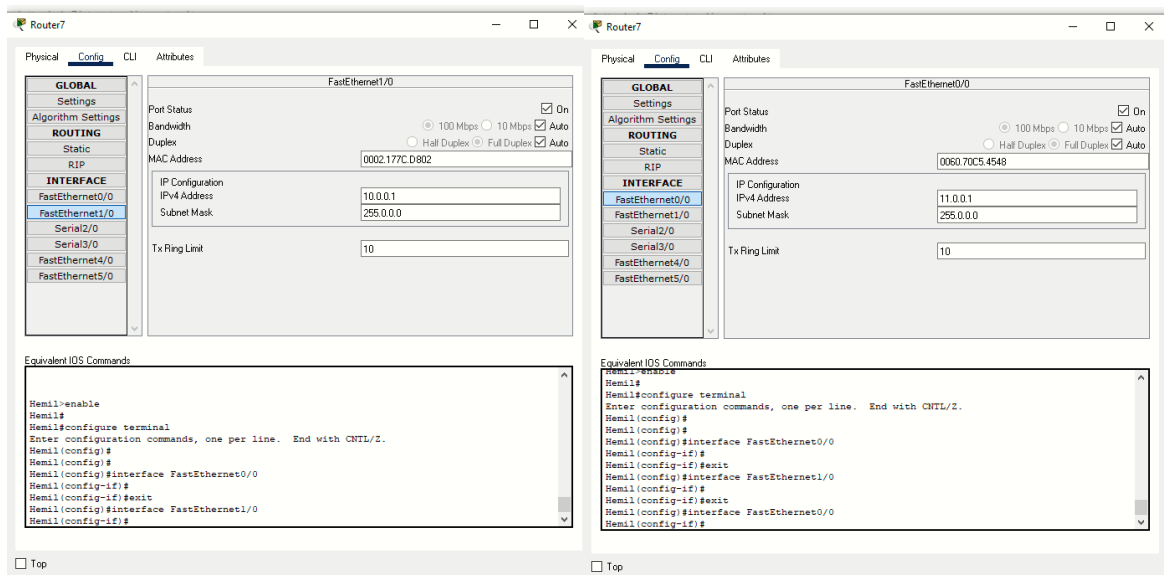 Router7
Physical Config CLI Attributes
GLOBAL
Settings
Algorithm Settings
ROUTING
Static
RIP
INTERFACE
FastEthernet0/0
FastEthernet1/0
Serial2/0
Serial3/0
FastEthernet4/0
FastEthernet5/0
FastEthernet1/0
Port Status On
Bandwidth 100 Mbps 10 Mbps Auto
Duplex Half Duplex Full Duplex Auto
MAC Address 0002.177C.D802
IP Configuration
IPv4 Address 10.0.0.1
Subnet Mask 255.0.0.0
Tx Ring Limit 10
Equivalent IOS Commands
Hemil>enable
Hemil#
Hemil#configure terminal
Enter configuration commands, one per line. End with CNTL/Z.
Hemil(config)#
Hemil(config)#
Hemil(config)#interface FastEthernet0/0
Hemil(config-if)#
Hemil(config-if)#exit
Hemil(config)#interface FastEthernet1/0
Hemil(config-if)#
Top
Router7
Physical Config CLI Attributes
GLOBAL
Settings
Algorithm Settings
ROUTING
Static
RIP
INTERFACE
FastEthernet0/0
FastEthernet1/0
Serial2/0
Serial3/0
FastEthernet4/0
FastEthernet5/0
FastEthernet0/0
Port Status On
Bandwidth 100 Mbps 10 Mbps Auto
Duplex Half Duplex Full Duplex Auto
MAC Address 0060.70C5.4548
IP Configuration
IPv4 Address 11.0.0.1
Subnet Mask 255.0.0.0
Tx Ring Limit 10
Equivalent IOS Commands
Hemil>enable
Hemil#
Hemil#configure terminal
Enter configuration commands, one per line. End with CNTL/Z.
Hemil(config)#
Hemil(config)#
Hemil(config)#interface FastEthernet0/0
Hemil(config-if)#
Hemil(config-if)#exit
Hemil(config)#interface FastEthernet1/0
Hemil(config-if)#
Hemil(config-if)#exit
Hemil(config)#interface FastEthernet0/0
Hemil(config-if)#
Top